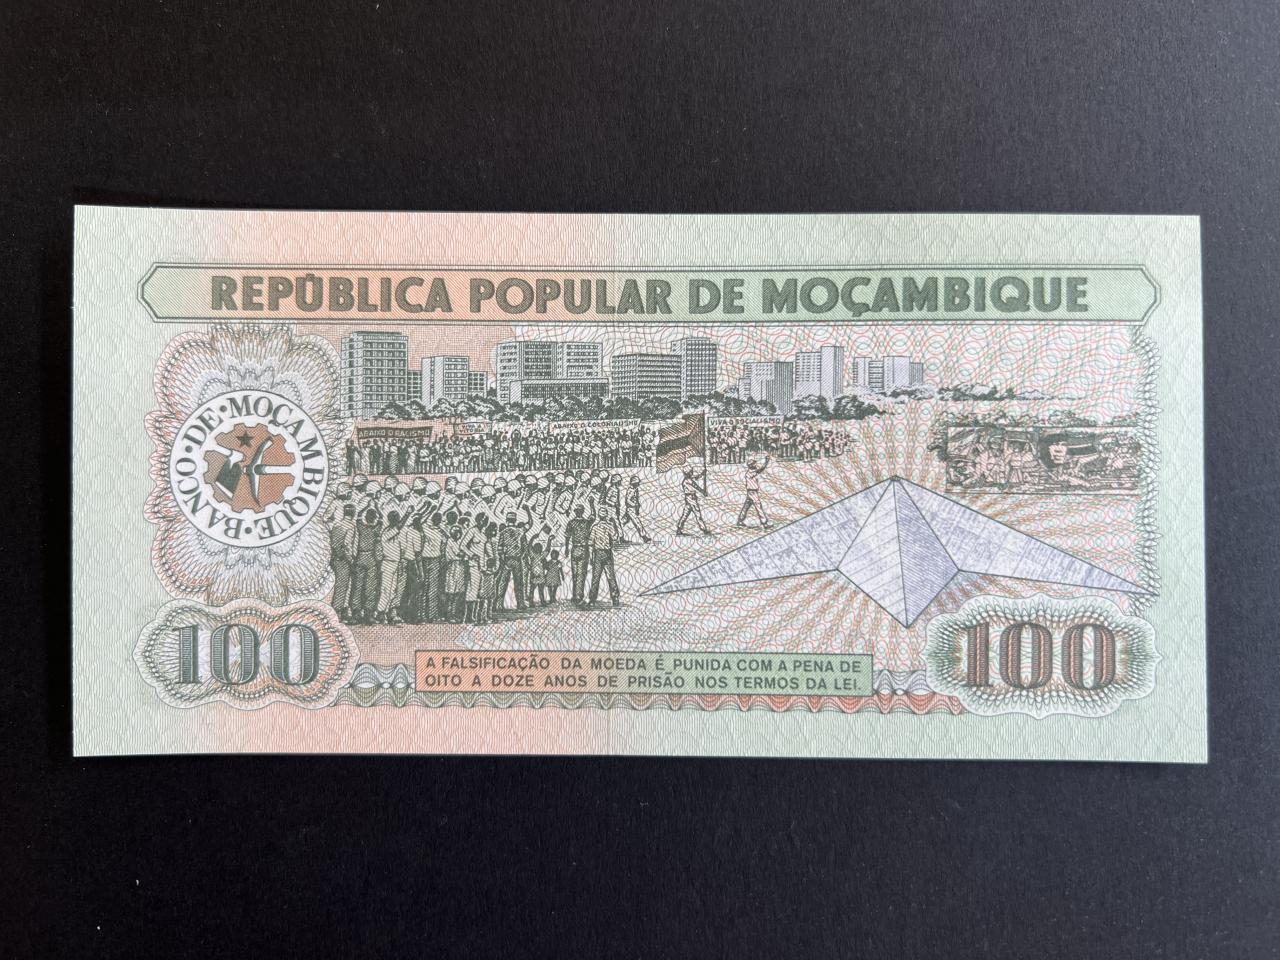 REPÚBLICA POPULAR DE MOÇAMBIQUE
BANCO·DE·MOÇAMBIQUE·
ABAIXO O RACISMO
VIVA A
ABAIXO O COLONIALISMO
VIVA O SOCIALISMO
100
A FALSIFICAÇÃO DA MOEDA É PUNIDA COM A PENA DE
OITO A DOZE ANOS DE PRISÃO NOS TERMOS DA LEI.
100